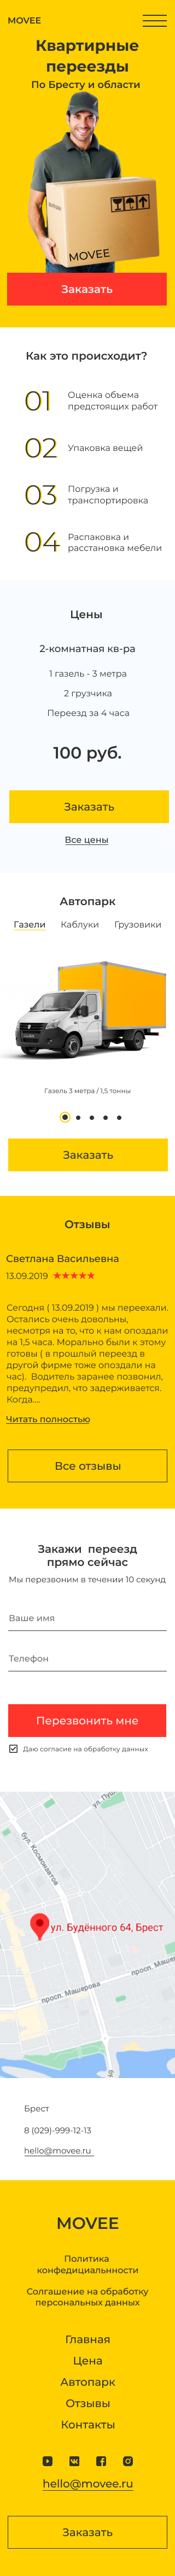 MOVEE
Квартирные
переезды
По Бресту и области
MOVEE
Заказать
Как это происходит?
01
Оценка объема
предстоящих работ
02
Упаковка вещей
03
Погрузка и
транспортировка
04
Распаковка и
расстановка мебели
Цены
2-комнатная кв-ра
1 газель - 3 метра
2 грузчика
Переезд за 4 часа
100 руб.
Заказать
Все цены
Автопарк
Газели Каблуки Грузовики
Газель 3 метра / 1,5 тонны
Заказать
Отзывы
Светлана Васильевна
13.09.2019 ★★★★★
Сегодня ( 13.09.2019 ) мы переехали.
Остались очень довольны,
несмотря на то, что к нам опоздали
на 1,5 часа. Морально были к этому
готовы ( в прошлый переезд в
другой фирме тоже опоздали на
час). Водитель заранее позвонил,
предупредил, что задерживается.
Когда....
Читать полностью
Все отзывы
Закажи переезд
прямо сейчас
Мы перезвоним в течении 10 секунд
Ваше имя
Телефон
Перезвонить мне
Даю согласие на обработку данных
бул. Космонавтов
ул. Будённого 64, Брест
просп. Машерова
просп. Машер
Брест
8 (029)-999-12-13
hello@movee.ru
MOVEE
Политика
конфедициальнности
Солгашение на обработку
персональных данных
Главная
Цена
Автопарк
Отзывы
Контакты
hello@movee.ru
Заказать